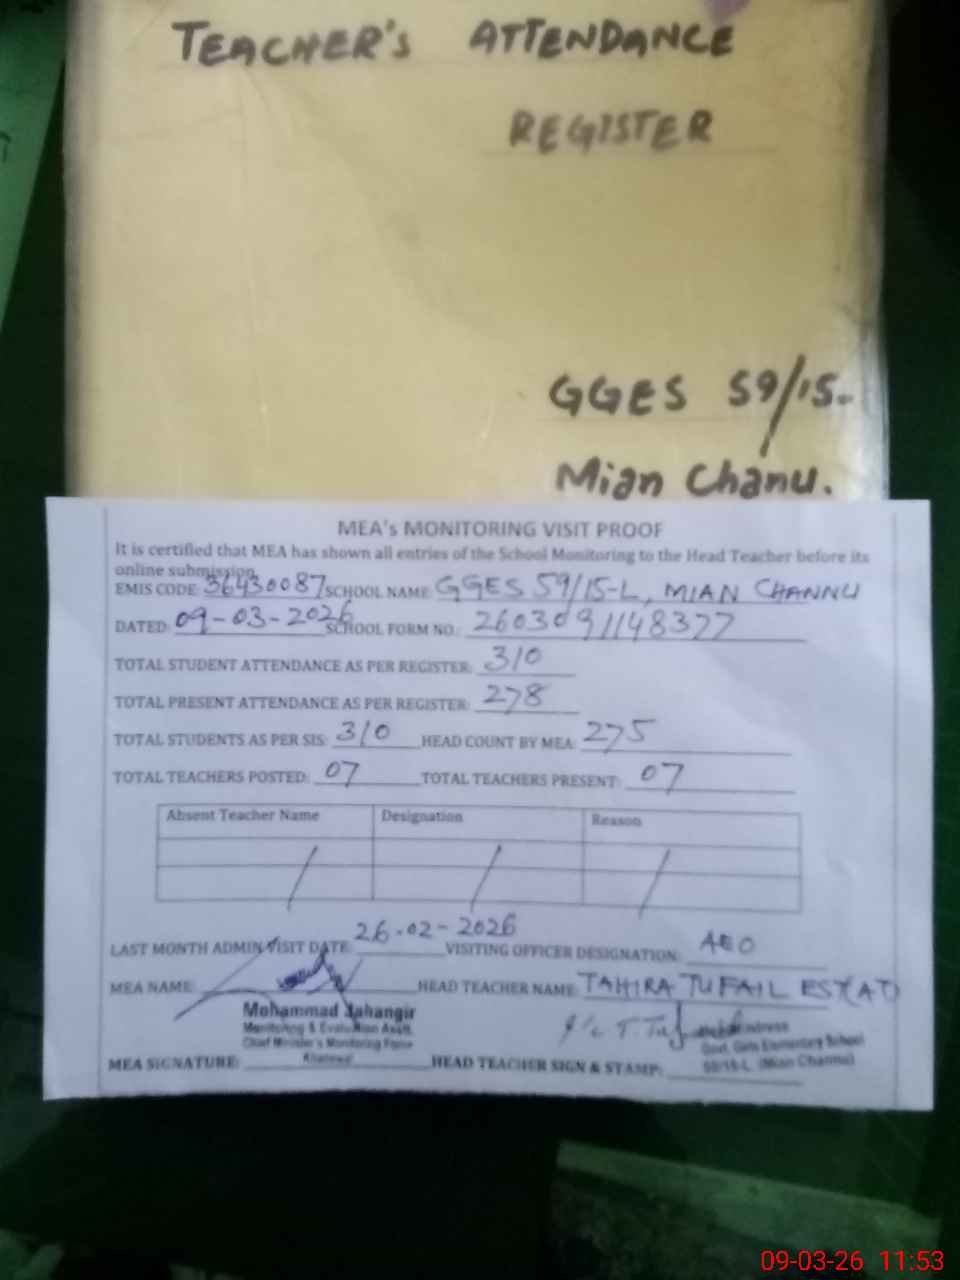 TEACHER'S ATTENDANCE
REGISTER
GGES 59/15-
Mian Chanu.
MEA's MONITORING VISIT PROOF
It is certified that MEA has shown all entries of the School Monitoring to the Head Teacher before its
online submission.
EMIS CODE: 36430087 SCHOOL NAME: GGES 59/15-L, MIAN CHANNU
DATED: 09-03-2026 SCHOOL FORM NO.: 2603091148377
TOTAL STUDENT ATTENDANCE AS PER REGISTER: 310
TOTAL PRESENT ATTENDANCE AS PER REGISTER: 278
TOTAL STUDENTS AS PER SIS: 310 HEAD COUNT BY MEA: 275
TOTAL TEACHERS POSTED: 07 TOTAL TEACHERS PRESENT: 07
Absent Teacher Name Designation Reason
LAST MONTH ADMIN VISIT DATE: 26-02-2026 VISITING OFFICER DESIGNATION: AEO
MEA NAME: HEAD TEACHER NAME: TAHIRA TUFAIL
Mohammad Jahangir
Monitoring & Evaluation Asstt.
Chief Minister's Monitoring Force
Khanewal
Govt. Girls Elementary School
59/15-L (Mian Channu)
MEA SIGNATURE: HEAD TEACHER SIGN & STAMP:
09-03-26 11:53